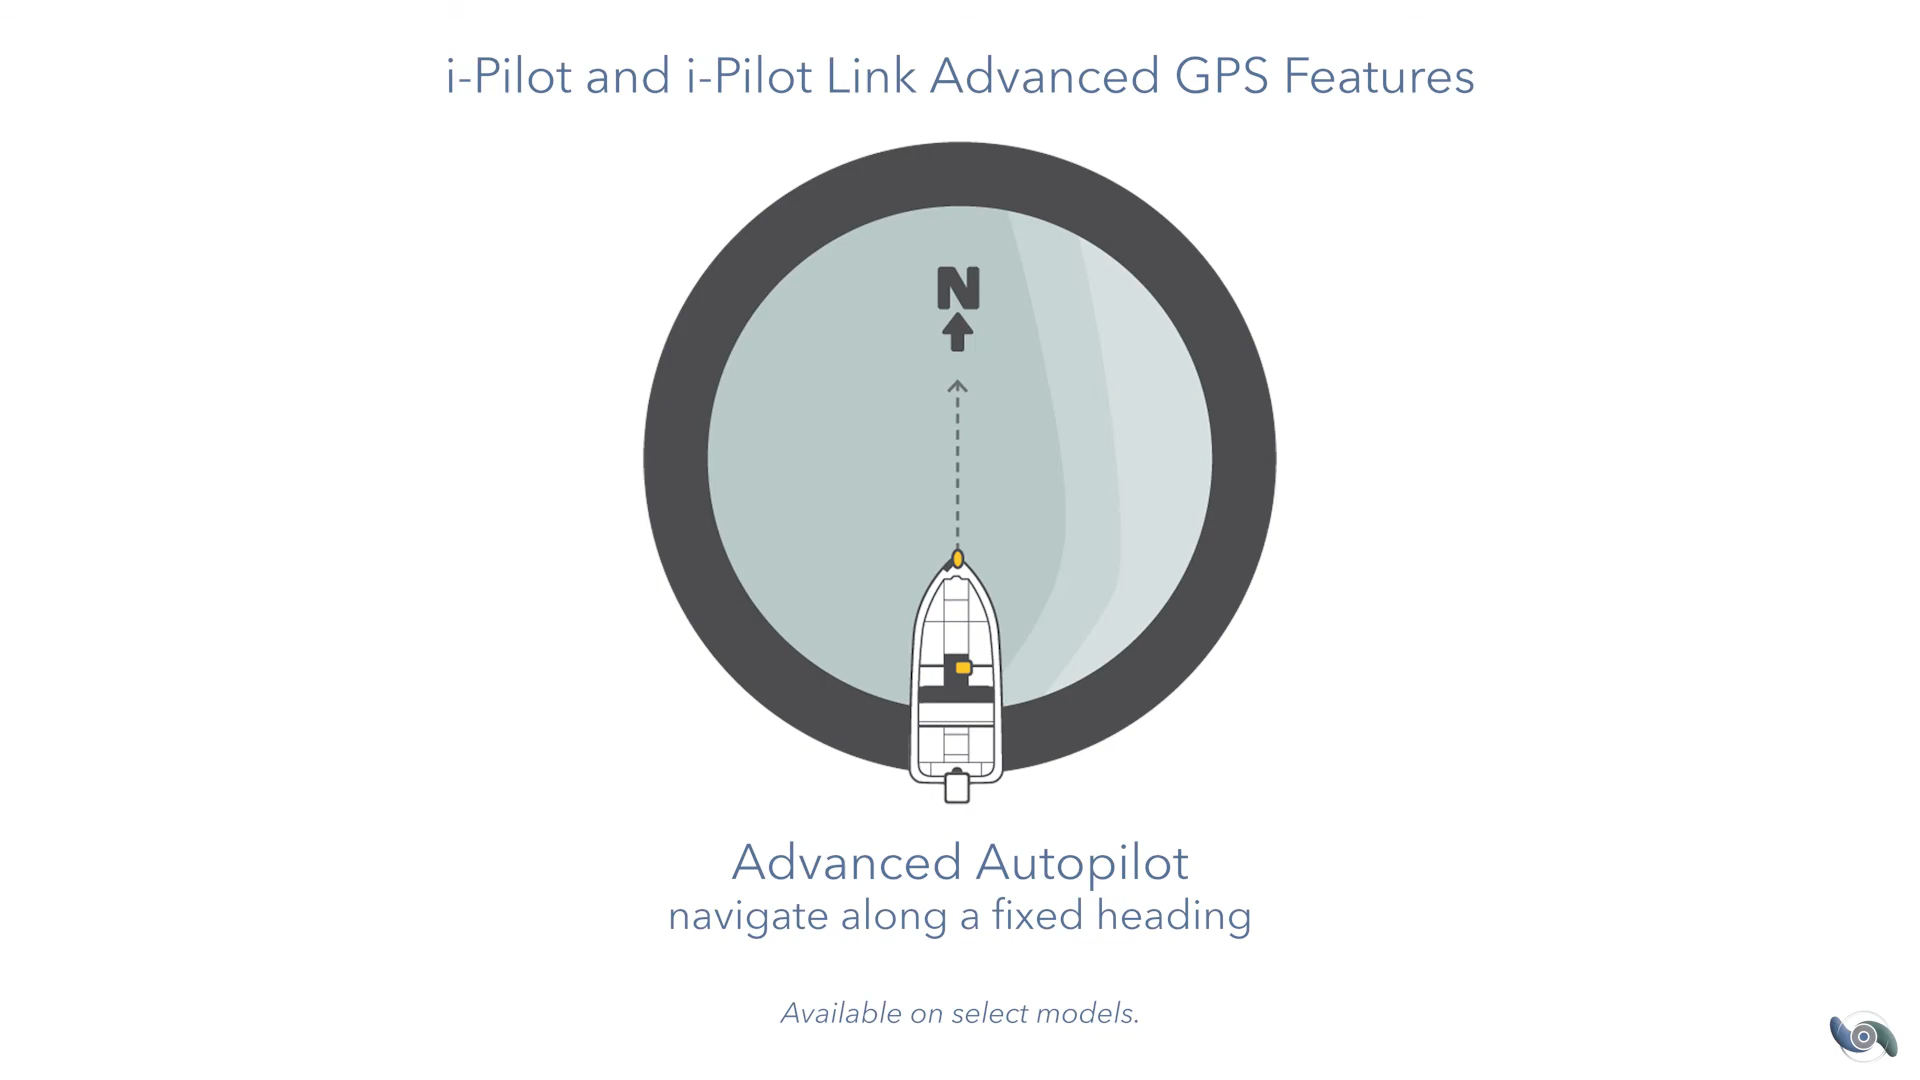 i-Pilot and i-Pilot Link Advanced GPS Features
N
Advanced Autopilot
navigate along a fixed heading
Available on select models.